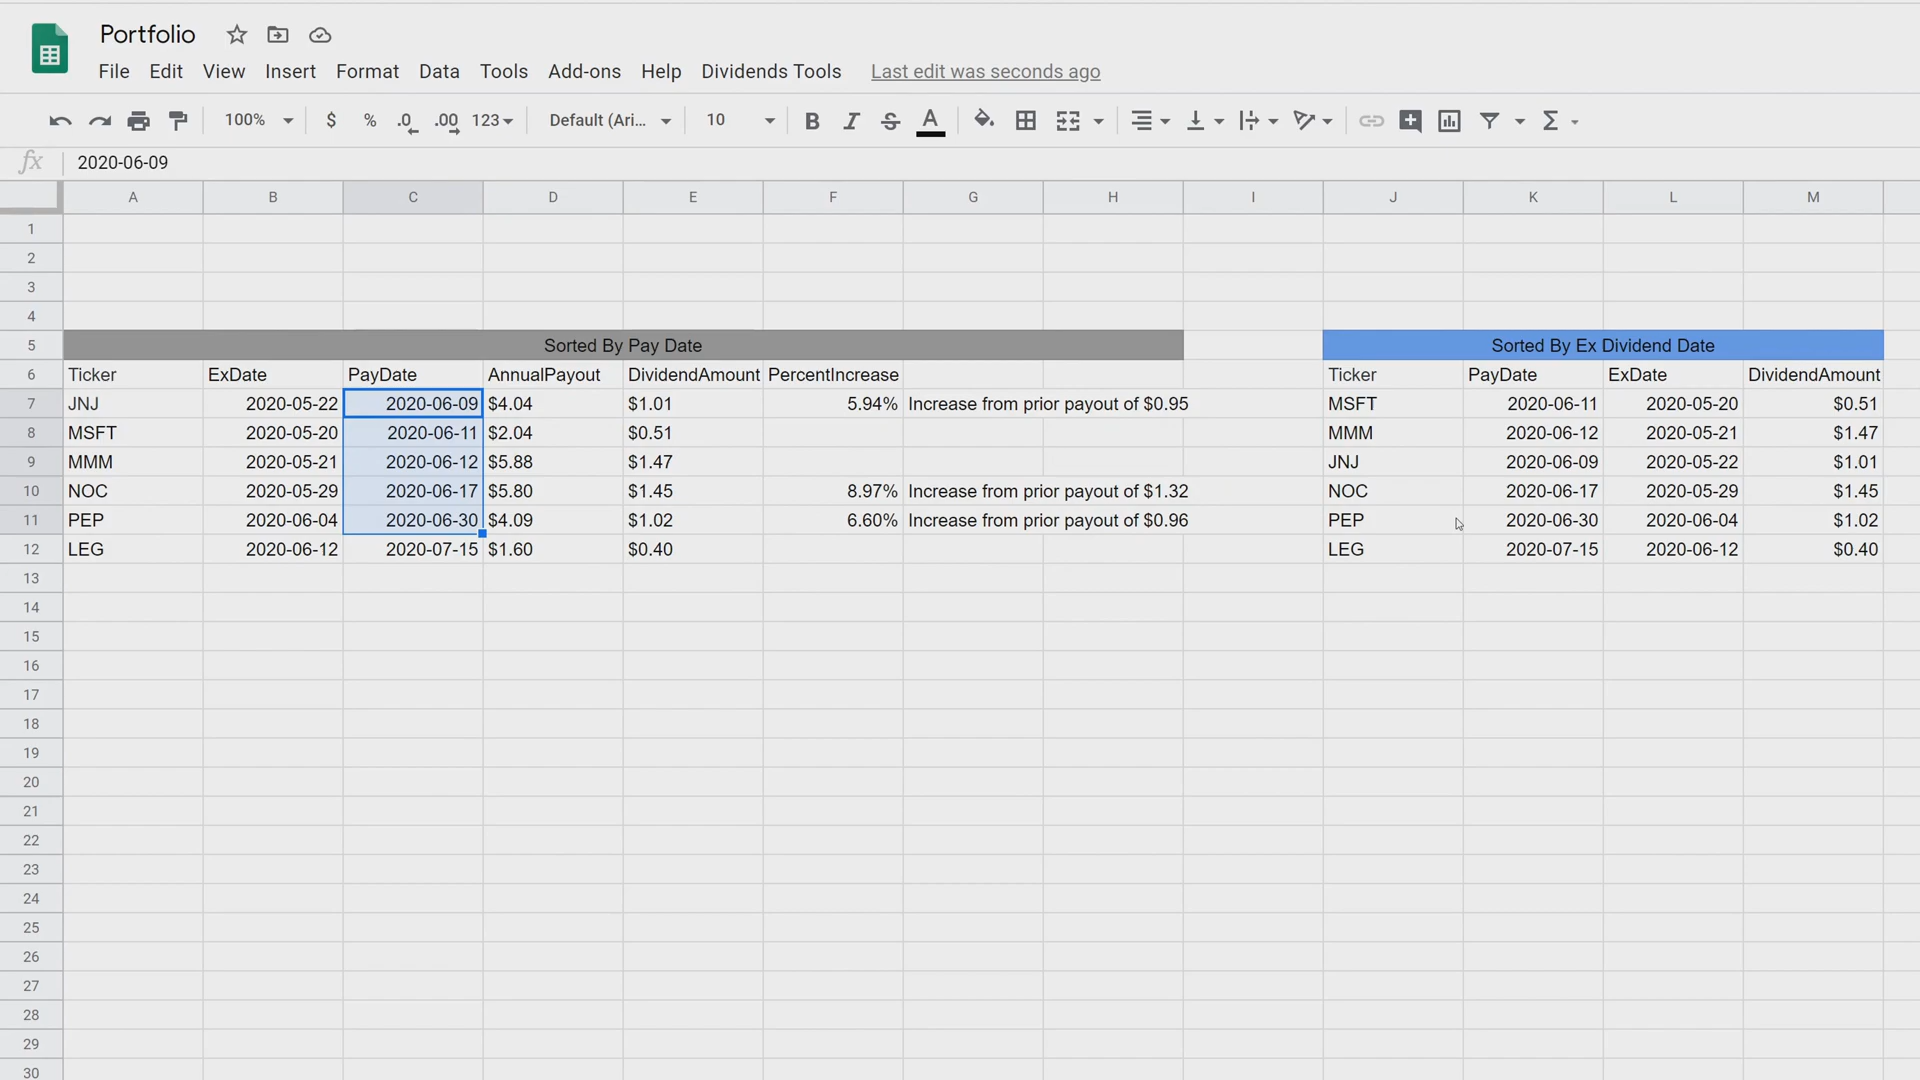 Portfolio
File Edit View Insert Format Data Tools Add-ons Help Dividends Tools Last edit was seconds ago
100% $ % .0 .00 123 Default (Ari... 10 B I S A Σ
fx 2020-06-09
A B C D E F G H I J K L M
1
2
3
4
5 Sorted By Pay Date Sorted By Ex Dividend Date
6 Ticker ExDate PayDate AnnualPayout DividendAmount PercentIncrease Ticker PayDate ExDate DividendAmount
7 JNJ 2020-05-22 2020-06-09 $4.04 $1.01 5.94% Increase from prior payout of $0.95 MSFT 2020-06-11 2020-05-20 $0.51
8 MSFT 2020-05-20 2020-06-11 $2.04 $0.51 MMM 2020-06-12 2020-05-21 $1.47
9 MMM 2020-05-21 2020-06-12 $5.88 $1.47 JNJ 2020-06-09 2020-05-22 $1.01
10 NOC 2020-05-29 2020-06-17 $5.80 $1.45 8.97% Increase from prior payout of $1.32 NOC 2020-06-17 2020-05-29 $1.45
11 PEP 2020-06-04 2020-06-30 $4.09 $1.02 6.60% Increase from prior payout of $0.96 PEP 2020-06-30 2020-06-04 $1.02
12 LEG 2020-06-12 2020-07-15 $1.60 $0.40 LEG 2020-07-15 2020-06-12 $0.40
13
14
15
16
17
18
19
20
21
22
23
24
25
26
27
28
29
30